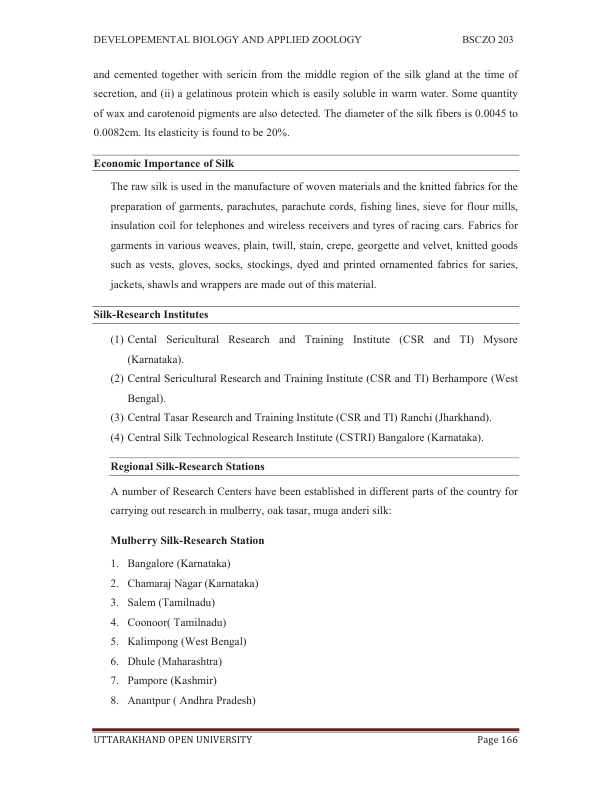 DEVELOPEMENTAL BIOLOGY AND APPLIED ZOOLOGY BSCZO 203
and cemented together with sericin from the middle region of the silk gland at the time of
secretion, and (ii) a gelatinous protein which is easily soluble in warm water. Some quantity
of wax and carotenoid pigments are also detected. The diameter of the silk fibers is 0.0045 to
0.0082cm. Its elasticity is found to be 20%.
Economic Importance of Silk
The raw silk is used in the manufacture of woven materials and the knitted fabrics for the
preparation of garments, parachutes, parachute cords, fishing lines, sieve for flour mills,
insulation coil for telephones and wireless receivers and tyres of racing cars. Fabrics for
garments in various weaves, plain, twill, stain, crepe, georgette and velvet, knitted goods
such as vests, gloves, socks, stockings, dyed and printed ornamented fabrics for saries,
jackets, shawls and wrappers are made out of this material.
Silk-Research Institutes
(1) Cental Sericultural Research and Training Institute (CSR and TI) Mysore
(Karnataka).
(2) Central Sericultural Research and Training Institute (CSR and TI) Berhampore (West
Bengal).
(3) Central Tasar Research and Training Institute (CSR and TI) Ranchi (Jharkhand).
(4) Central Silk Technological Research Institute (CSTRI) Bangalore (Karnataka).
Regional Silk-Research Stations
A number of Research Centers have been established in different parts of the country for
carrying out research in mulberry, oak tasar, muga anderi silk:
Mulberry Silk-Research Station
1. Bangalore (Karnataka)
2. Chamaraj Nagar (Karnataka)
3. Salem (Tamilnadu)
4. Coonoor( Tamilnadu)
5. Kalimpong (West Bengal)
6. Dhule (Maharashtra)
7. Pampore (Kashmir)
8. Anantpur ( Andhra Pradesh)
UTTARAKHAND OPEN UNIVERSITY Page 166